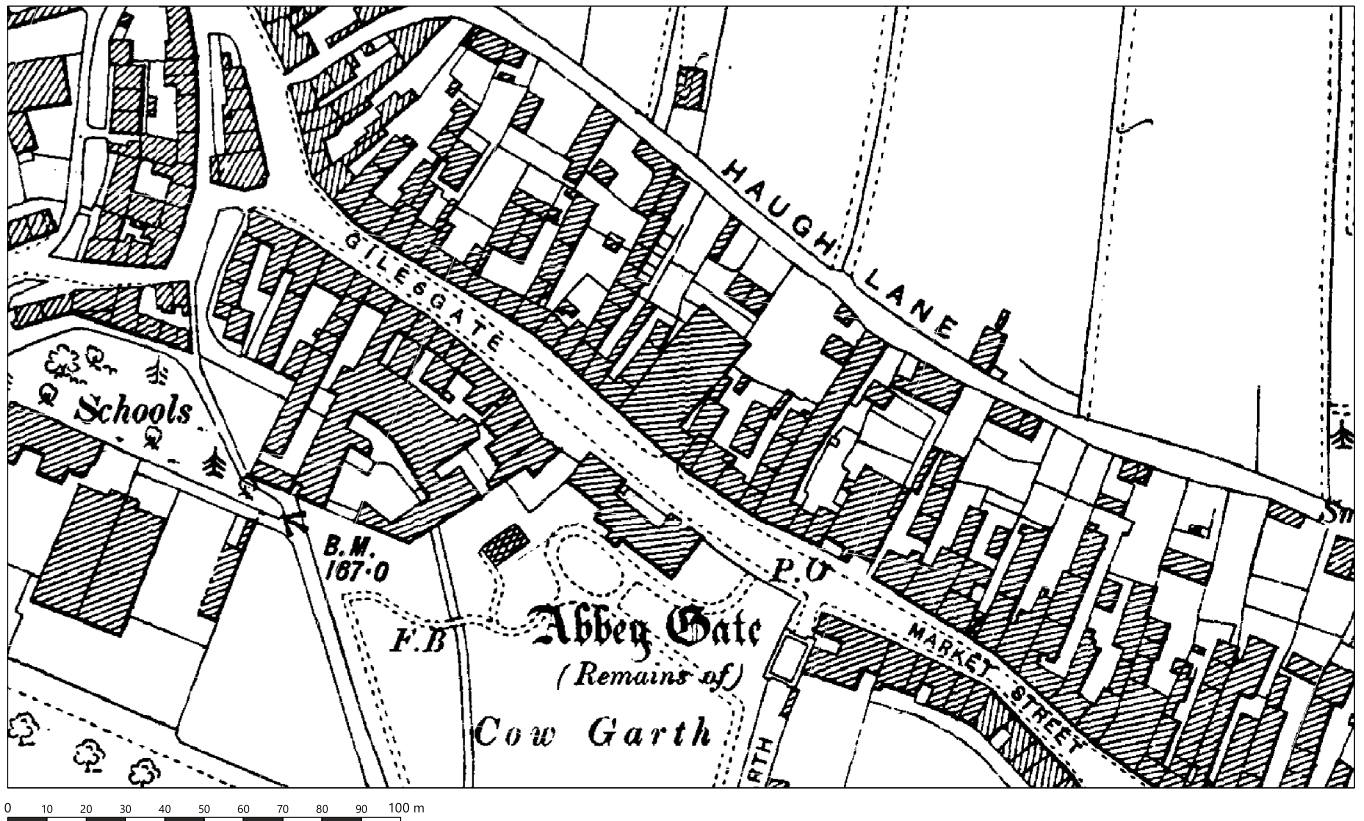 HAUGH LANE
GILESGATE
Schools
B.M.
167·0
P.O
F.B
Abbey Gate
(Remains of)
MARKET STREET
Cow Garth
RTH
0 10 20 30 40 50 60 70 80 90 100 m